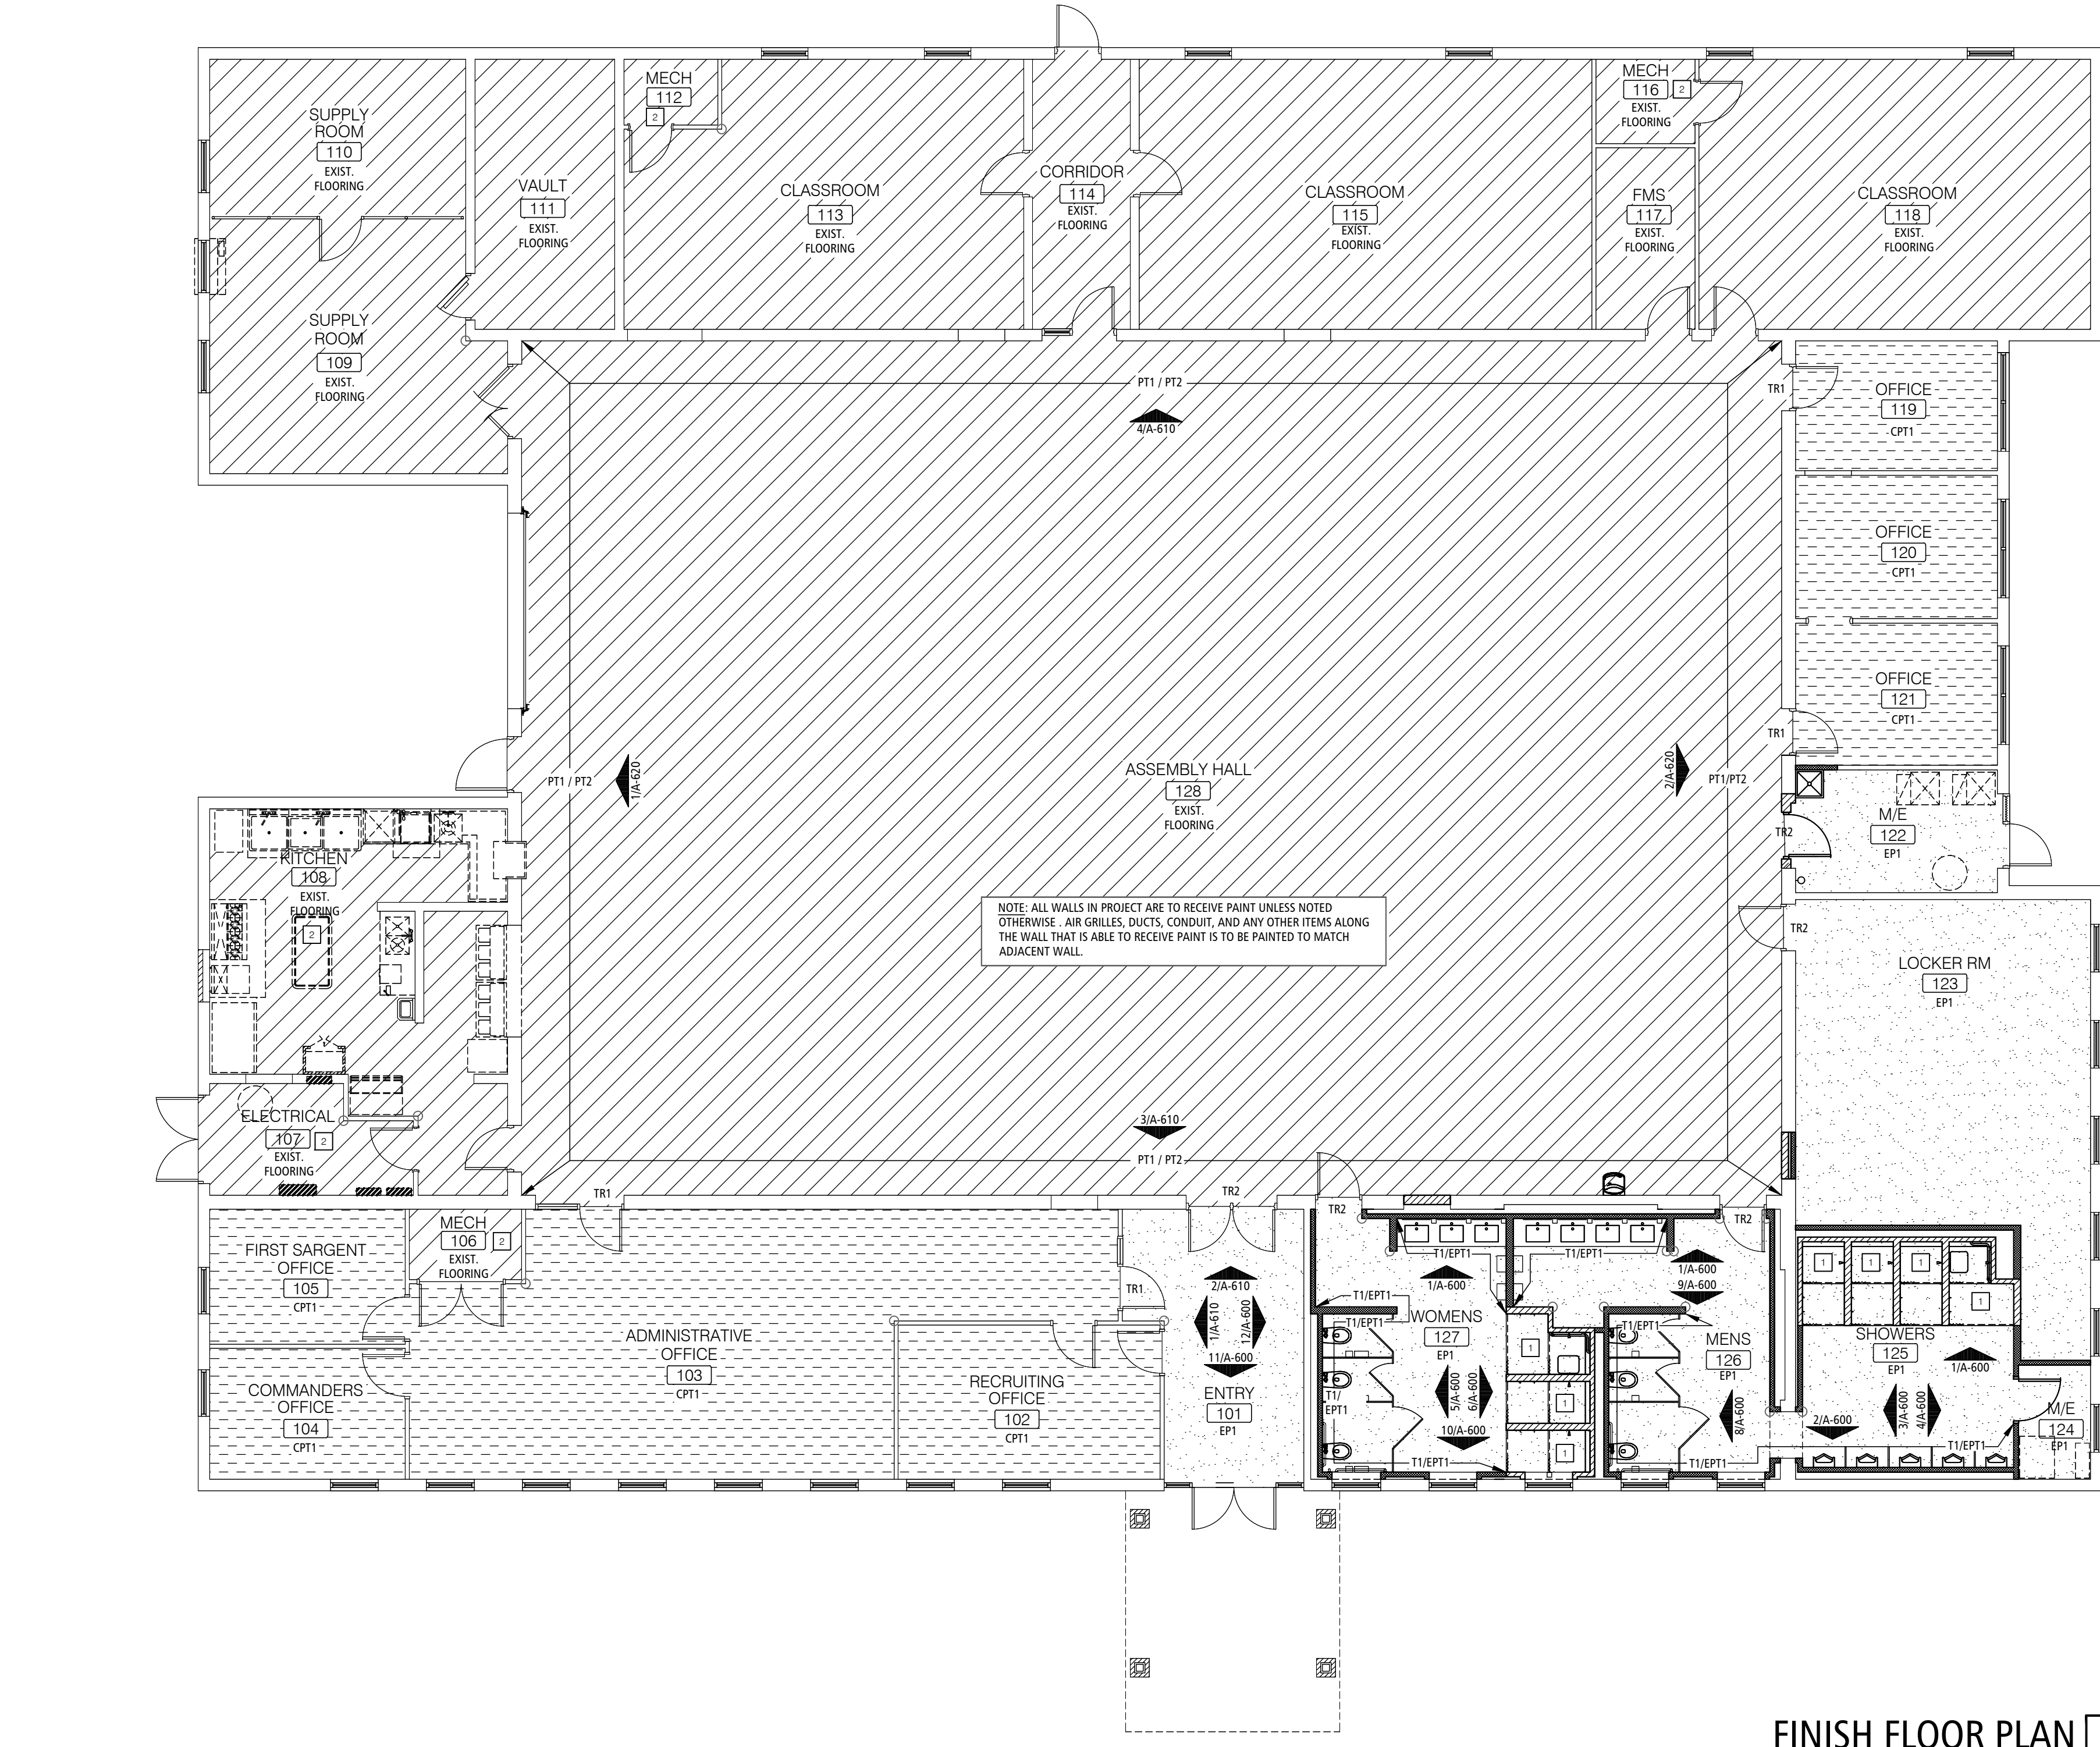 MECH
112
2
MECH
116
2
EXIST.
FLOORING
SUPPLY
ROOM
110
EXIST.
FLOORING
VAULT
111
EXIST.
FLOORING
CLASSROOM
113
EXIST.
FLOORING
CORRIDOR
114
EXIST.
FLOORING
CLASSROOM
115
EXIST.
FLOORING
FMS
117
EXIST.
FLOORING
CLASSROOM
118
EXIST.
FLOORING
SUPPLY
ROOM
109
EXIST.
FLOORING
PT1 / PT2
4/A-610
TR1
OFFICE
119
CPT1
OFFICE
120
CPT1
OFFICE
121
CPT1
TR1
PT1 / PT2
1/A-620
ASSEMBLY HALL
128
EXIST.
FLOORING
2/A-620
PT1/PT2
M/E
122
EP1
TR2
KITCHEN
108
EXIST.
FLOORING
2
NOTE: ALL WALLS IN PROJECT ARE TO RECEIVE PAINT UNLESS NOTED
OTHERWISE . AIR GRILLES, DUCTS, CONDUIT, AND ANY OTHER ITEMS ALONG
THE WALL THAT IS ABLE TO RECEIVE PAINT IS TO BE PAINTED TO MATCH
ADJACENT WALL.
TR2
LOCKER RM
123
EP1
ELECTRICAL
107
2
EXIST.
FLOORING
3/A-610
PT1 / PT2
TR1
TR2
TR2
TR2
MECH
106
2
EXIST.
FLOORING
FIRST SARGENT
OFFICE
105
CPT1
COMMANDERS
OFFICE
104
CPT1
ADMINISTRATIVE
OFFICE
103
CPT1
RECRUITING
OFFICE
102
CPT1
TR1
2/A-610
1/A-610
12/A-600
11/A-600
ENTRY
101
EP1
T1/EPT1
1/A-600
T1/EPT1
T1/EPT1
WOMENS
127
EP1
T1/
EPT1
5/A-600
6/A-600
10/A-600
T1/EPT1
1
1
1
T1/EPT1
1/A-600
9/A-600
T1/EPT1
MENS
126
EP1
8/A-600
T1/EPT1
1
1
1
1
SHOWERS
125
EP1
1/A-600
2/A-600
3/A-600
4/A-600
T1/EPT1
M/E
124
EP1
FINISH FLOOR PLAN